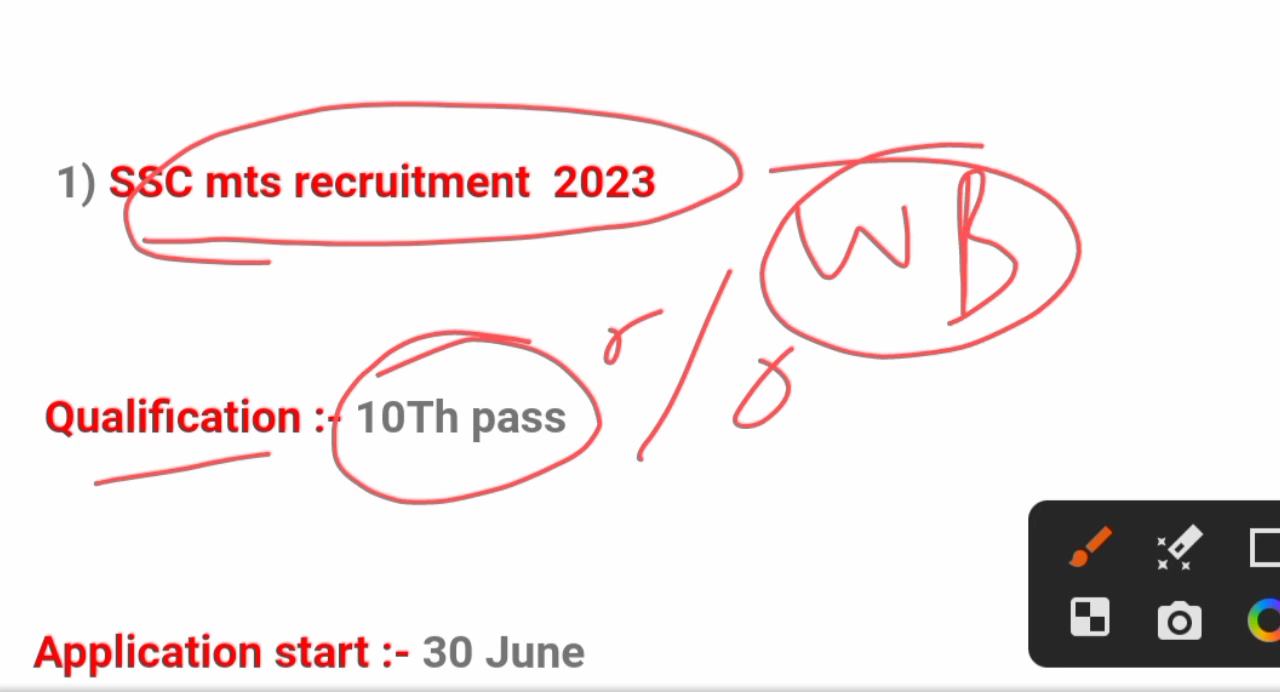 1) SSC mts recruitment 2023
WB
Qualification :- 10Th pass
Application start :- 30 June